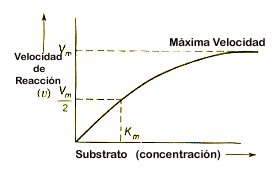 Máxima Velocidad
Vm
Velocidad
de
Reacción
(v)
Vm
2
Km
Substrato (concentración)